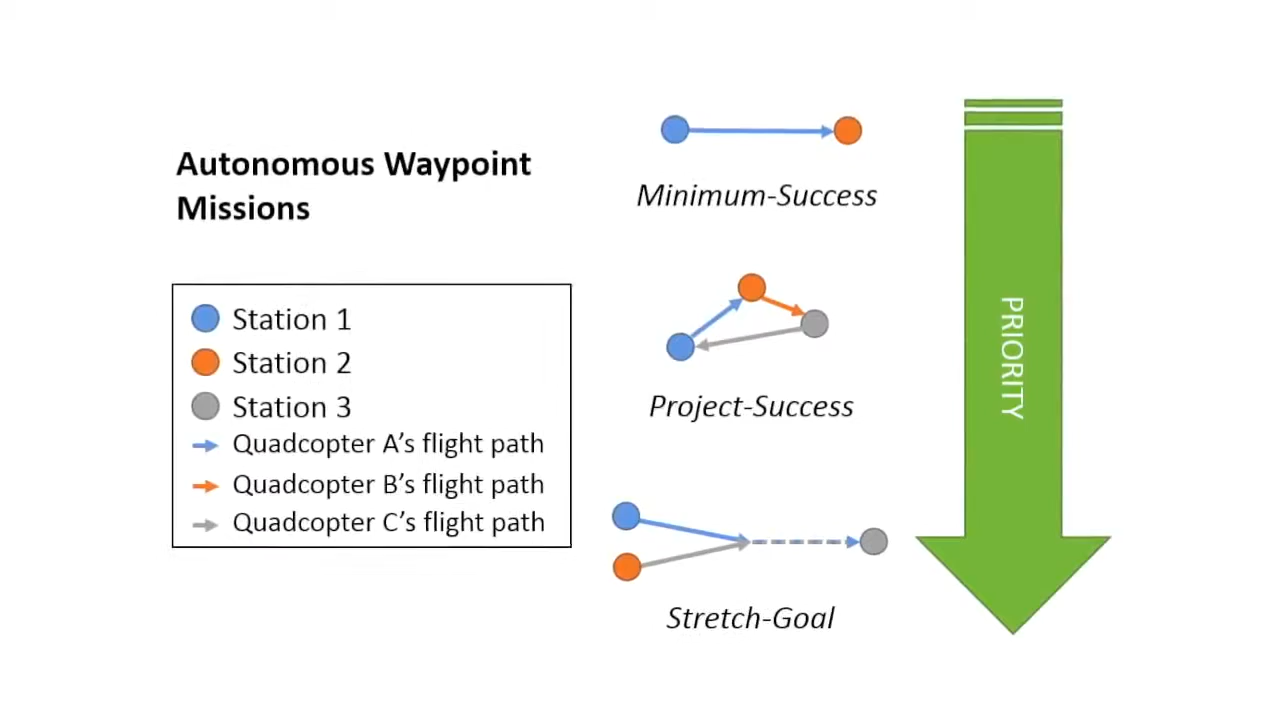 Autonomous Waypoint
Missions
Station 1
Station 2
Station 3
Quadcopter A’s flight path
Quadcopter B’s flight path
Quadcopter C’s flight path
Minimum-Success
Project-Success
Stretch-Goal
PRIORITY